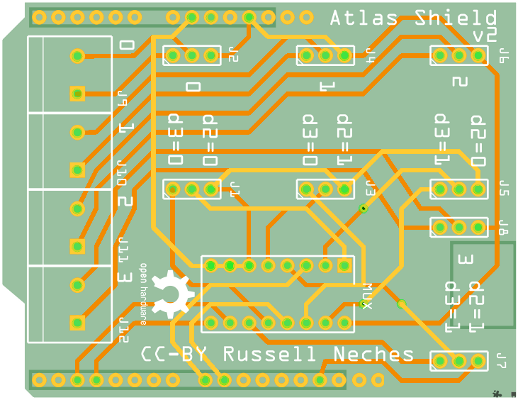 Atlas Shield
v2
J2
J4
J6
0
1
2
0
J9
1
J10
2
J11
3
J12
d3=0
d2=0
d3=0
d2=1
d3=1
d2=0
J1
J3
J5
J8
3
d3=1
d2=1
open hardware
MUX
J7
CC-BY Russell Neches